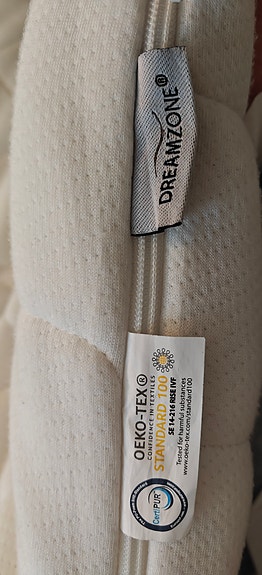 DREAMZONE®
OEKO-TEX®
CONFIDENCE IN TEXTILES
STANDARD 100
SE 14-216 RISE IVF
Tested for harmful substances
www.oeko-tex.com/standard100
CertiPUR